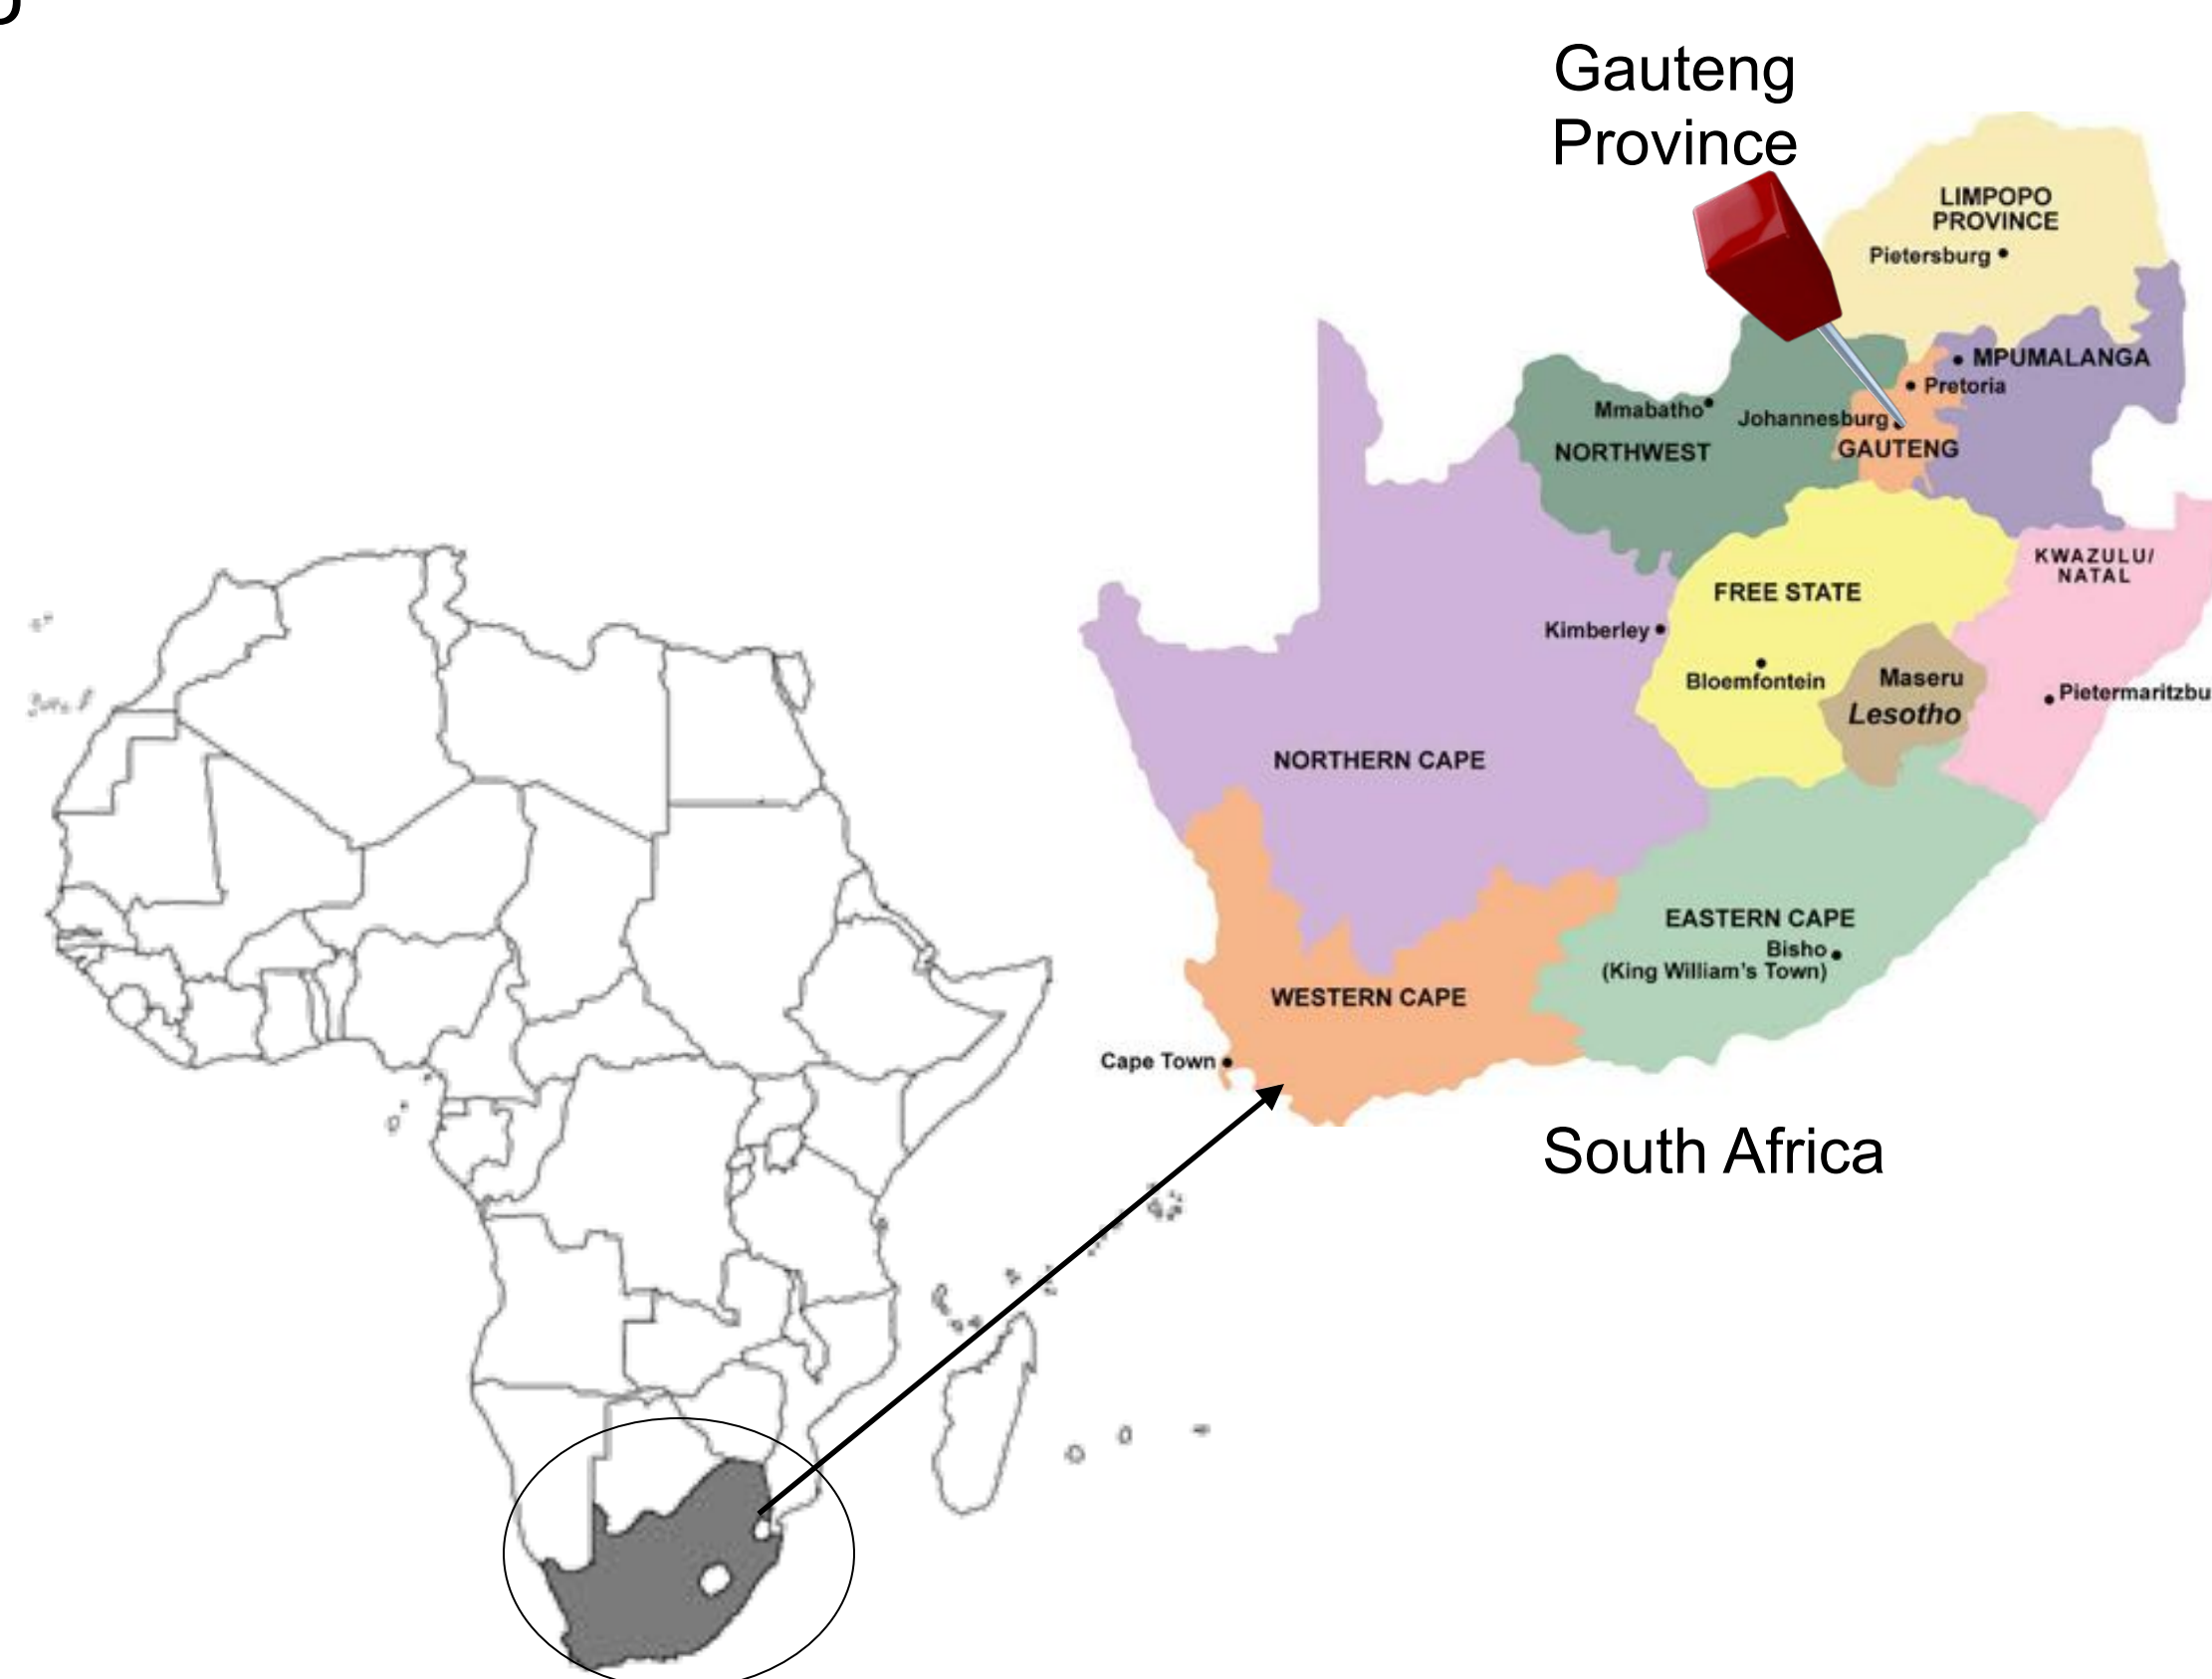 Gauteng
Province
LIMPOPO
PROVINCE
Pietersburg
MPUMALANGA
Pretoria
Mmabatho
Johannesburg
NORTHWEST
GAUTENG
KWAZULU/
NATAL
FREE STATE
Kimberley
Bloemfontein
Maseru
Lesotho
Pietermaritzbu
NORTHERN CAPE
EASTERN CAPE
Bisho
(King William's Town)
WESTERN CAPE
Cape Town
South Africa